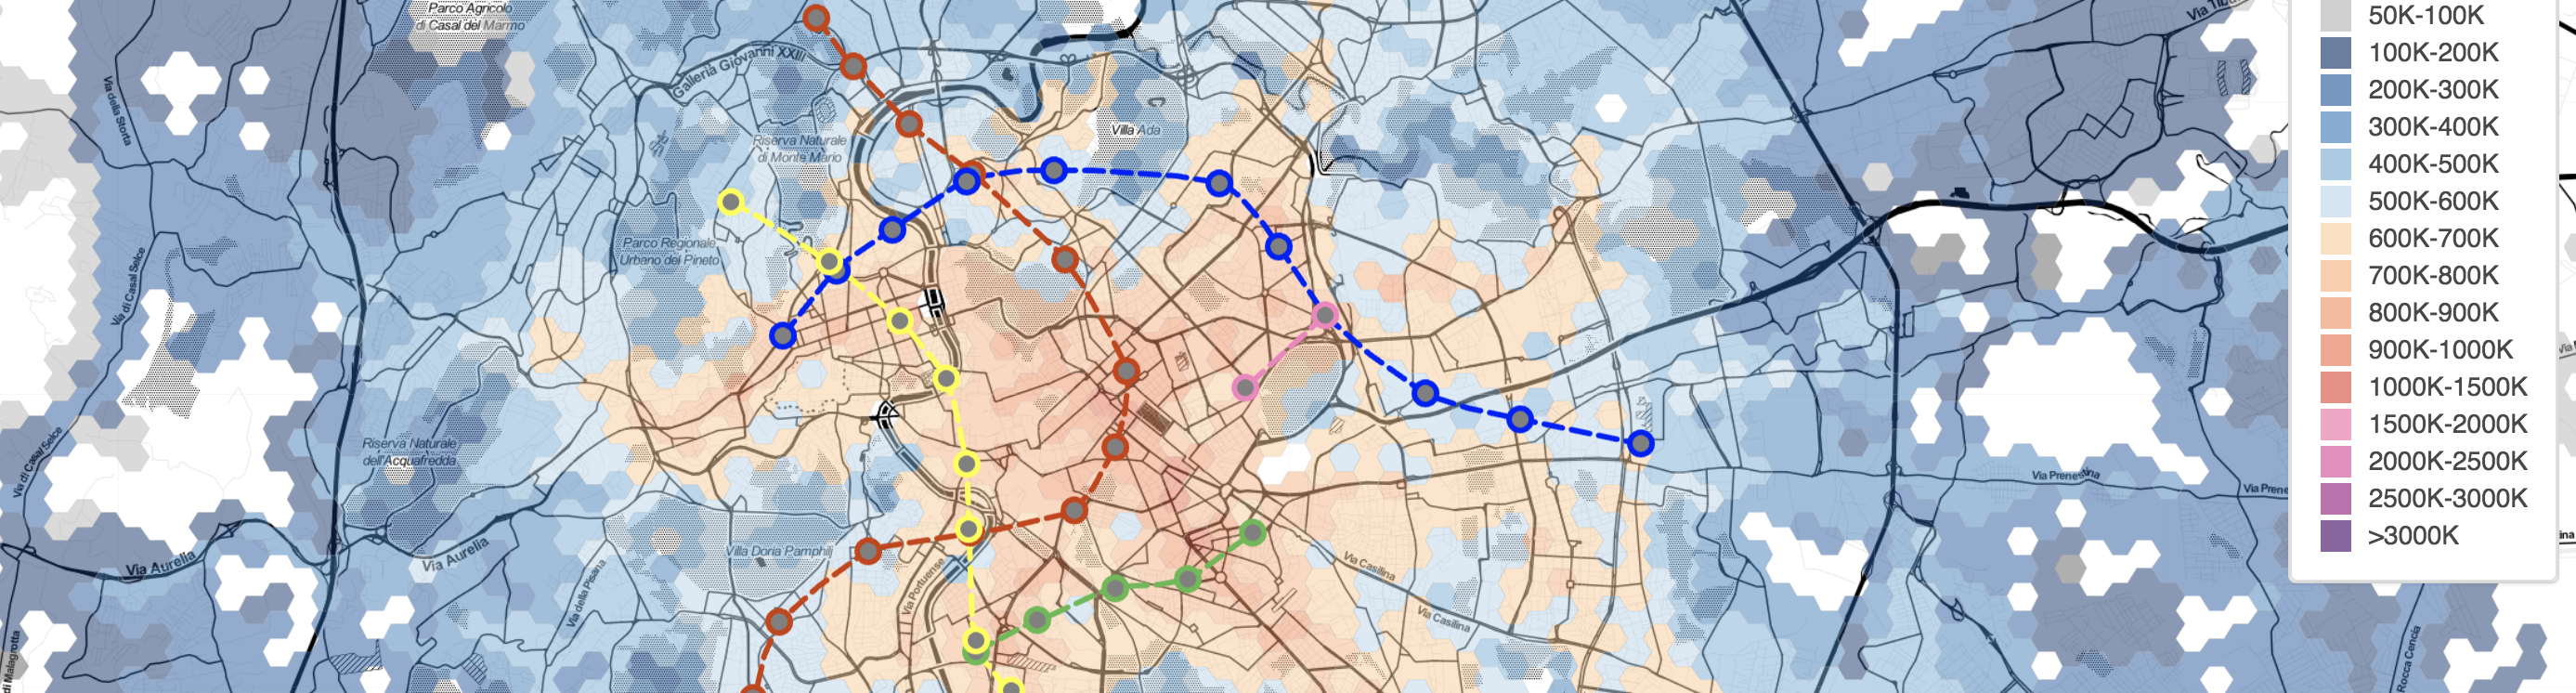 Parco Agricolo
di Casal del Marmo
Galleria Giovanni XXIII
Via della Storta
Riserva Naturale
di Monte Mario
Villa Ada
Parco Regionale
Urbano del Pineto
Via di Casal Selce
Riserva Naturale
dell'Acquafredda
Via di Casal Selce
Via Aurelia
Via Aurelia
Villa Doria Pamphilj
Via della Pisana
Via Portuense
Via Casilina
Via Casilina
Via Prenestina
Via Prene
Rocca Cencia
di Malagrotta
50K-100K
100K-200K
200K-300K
300K-400K
400K-500K
500K-600K
600K-700K
700K-800K
800K-900K
900K-1000K
1000K-1500K
1500K-2000K
2000K-2500K
2500K-3000K
>3000K